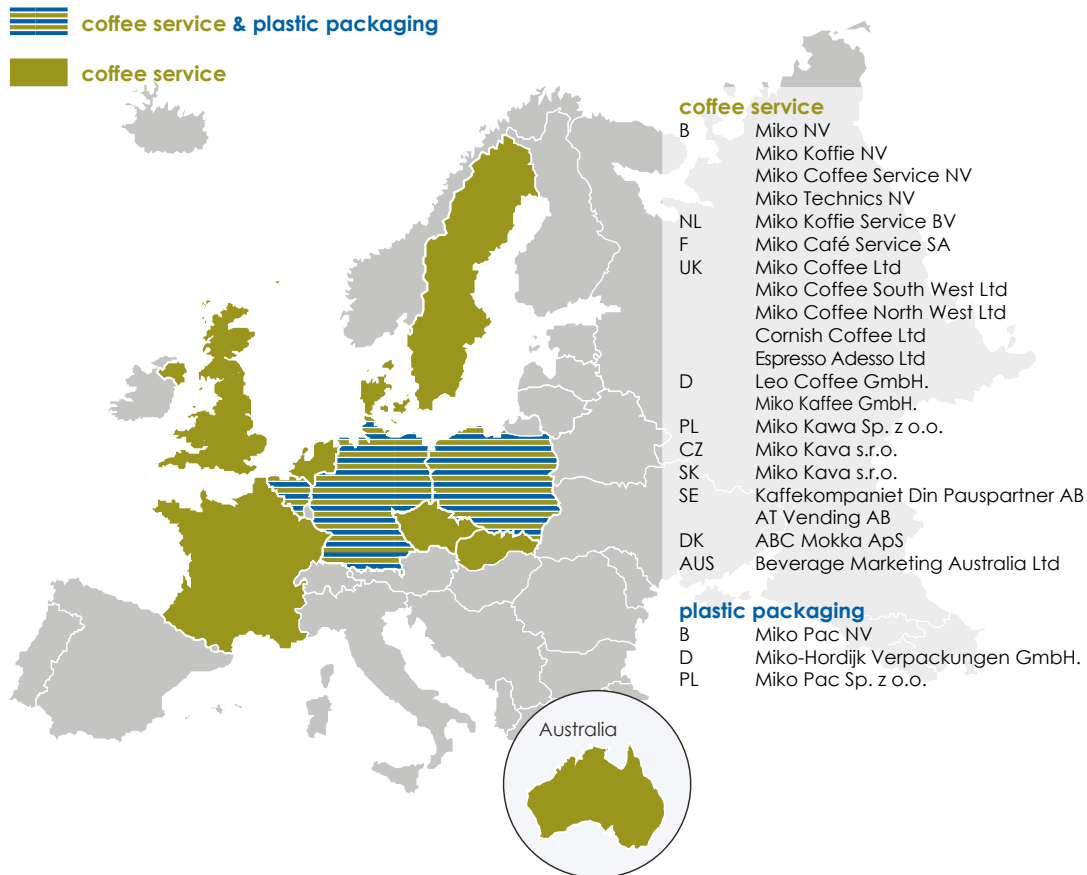 coffee service & plastic packaging
coffee service
coffee service
B Miko NV
Miko Koffie NV
Miko Coffee Service NV
Miko Technics NV
NL Miko Koffie Service BV
F Miko Café Service SA
UK Miko Coffee Ltd
Miko Coffee South West Ltd
Miko Coffee North West Ltd
Cornish Coffee Ltd
Espresso Adesso Ltd
D Leo Coffee GmbH.
Miko Kaffee GmbH.
PL Miko Kawa Sp. z o.o.
CZ Miko Kava s.r.o.
SK Miko Kava s.r.o.
SE Kaffekompaniet Din Pauspartner AB
AT Vending AB
DK ABC Mokka ApS
AUS Beverage Marketing Australia Ltd
plastic packaging
B Miko Pac NV
D Miko-Hordijk Verpackungen GmbH.
PL Miko Pac Sp. z o.o.
Australia